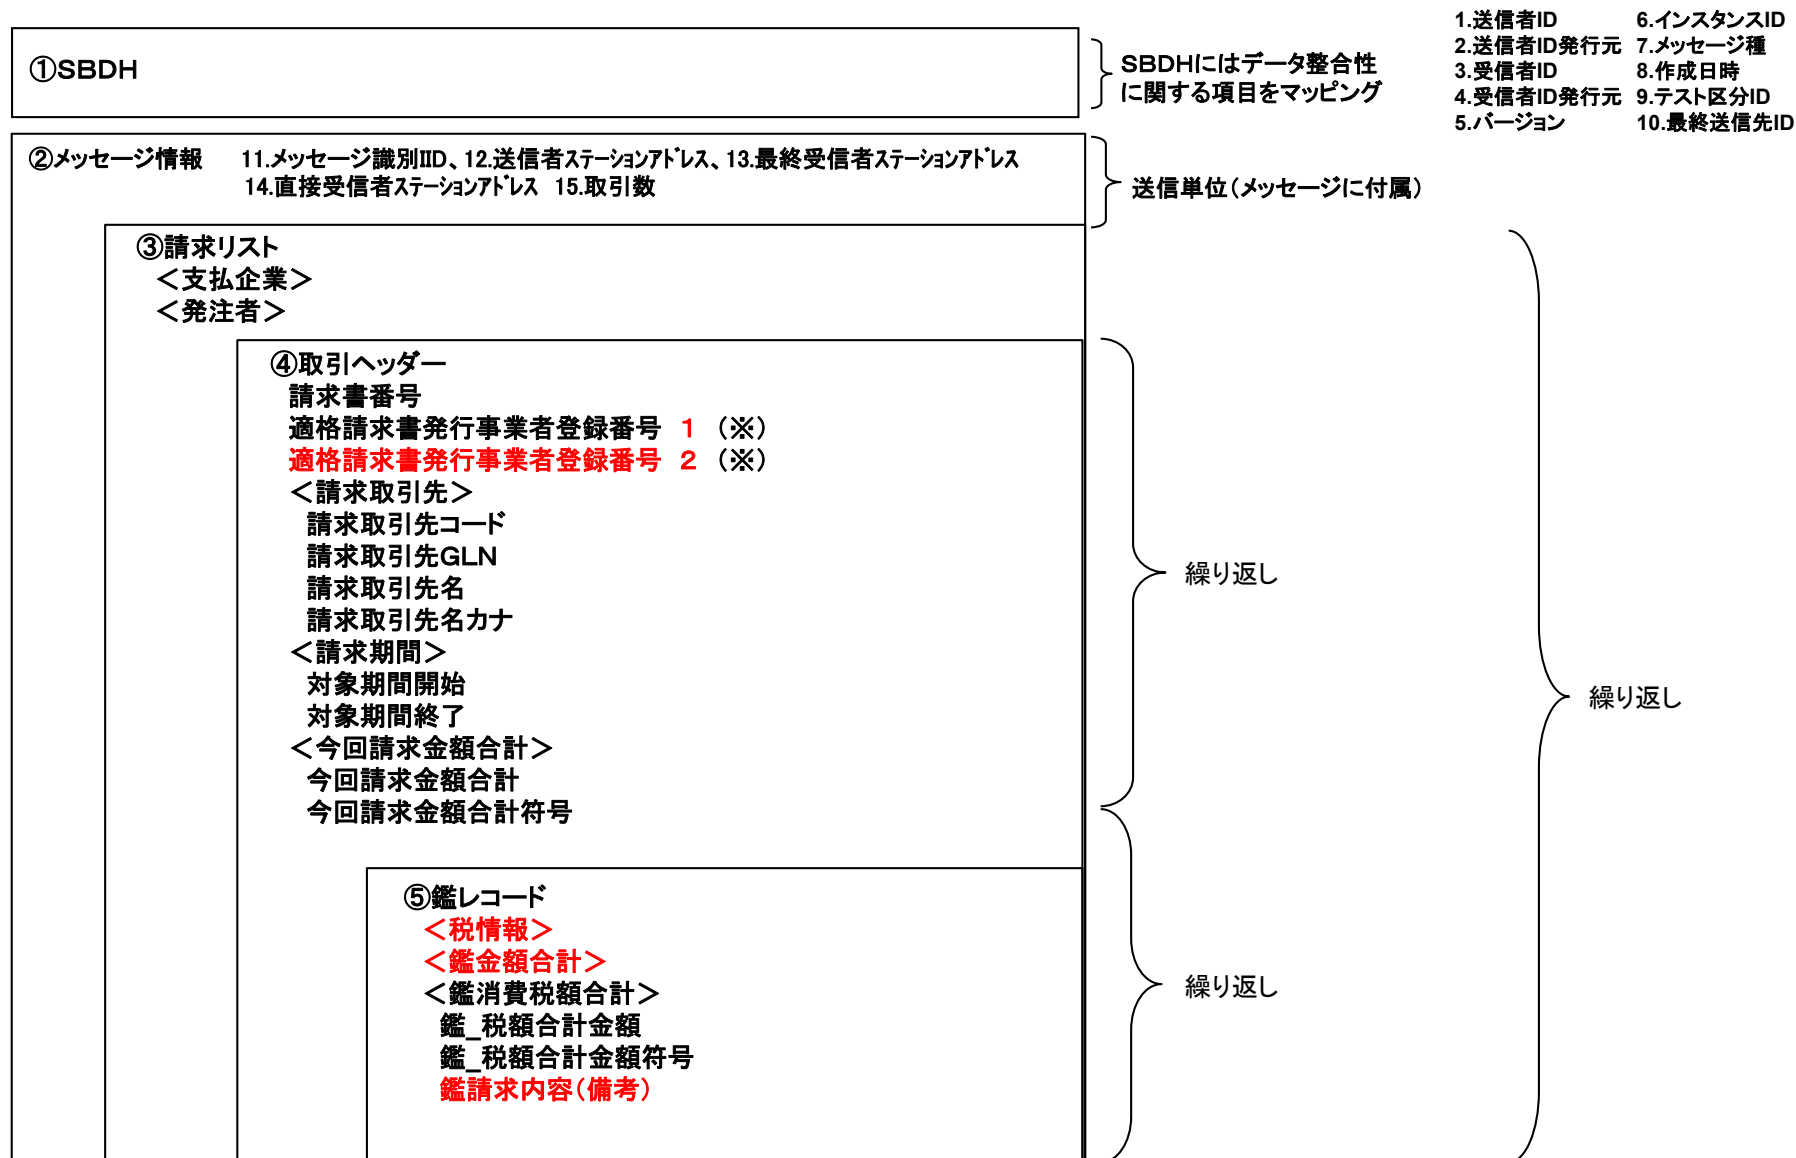 ①SBDH
SBDHにはデータ整合性
に関する項目をマッピング
1.送信者ID 6.インスタンスID
2.送信者ID発行元 7.メッセージ種
3.受信者ID 8.作成日時
4.受信者ID発行元 9.テスト区分ID
5.バージョン 10.最終送信先ID
②メッセージ情報 11.メッセージ識別IID、12.送信者ステーションアドレス、13.最終受信者ステーションアドレス
14.直接受信者ステーションアドレス 15.取引数
送信単位(メッセージに付属)
③請求リスト
＜支払企業＞
＜発注者＞
④取引ヘッダー
請求書番号
適格請求書発行事業者登録番号 1 (※)
適格請求書発行事業者登録番号 2 (※)
＜請求取引先＞
請求取引先コード
請求取引先GLN
請求取引先名
請求取引先名カナ
＜請求期間＞
対象期間開始
対象期間終了
＜今回請求金額合計＞
今回請求金額合計
今回請求金額合計符号
繰り返し
繰り返し
⑤鑑レコード
＜税情報＞
＜鑑金額合計＞
＜鑑消費税額合計＞
鑑_税額合計金額
鑑_税額合計金額符号
鑑請求内容(備考)
繰り返し